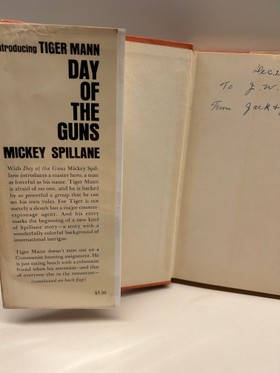 Introducing TIGER MANN
DAY
OF
THE
GUNS
MICKEY SPILLANE
With Day of the Guns Mickey Spil-
lane introduces a master hero, a man
as forceful as his name. Tiger Mann
is afraid of no one, and he is backed
by a powerful group that he can
on his own rules. For Tiger is not
merely a sleuth but a major counter-
espionage agent. And his entry
marks the beginning of a new kind
of Spillane story—a story with a
wonderfully colorful background of
international intrigue.
Tiger Mann doesn't start out on a
Communist hunting assignment. He
is just eating lunch with a columnist
friend when his attention—and that
of everyone else in the restaurant—
(continued on back flap)
$3.50
Dec 2
To J. W.
From Jack &